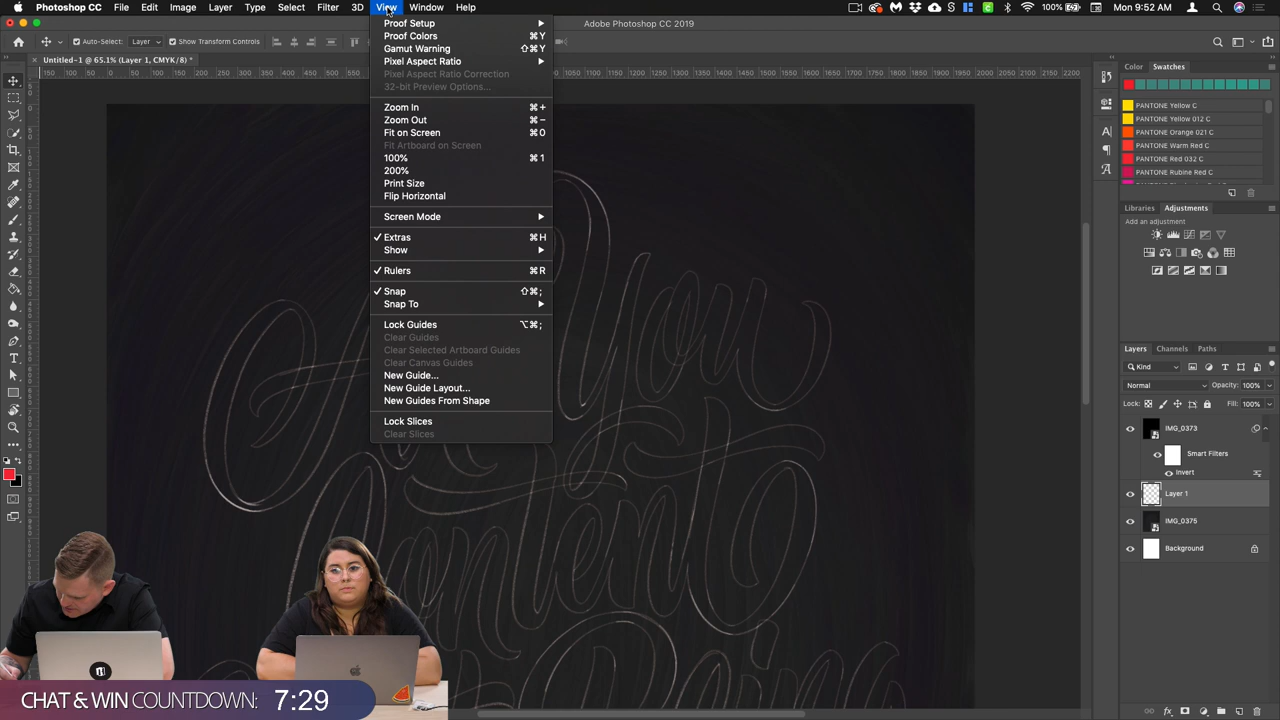 Photoshop CC File Edit Image Layer Type Select Filter 3D View Window Help
100% Mon 9:52 AM
Adobe Photoshop CC 2019
Auto-Select: Layer Show Transform Controls
Untitled-1 @ 65.1% (Layer 1, CMYK/8) *
Proof Setup
Proof Colors ⌘Y
Gamut Warning ⇧⌘Y
Pixel Aspect Ratio
Pixel Aspect Ratio Correction
32-bit Preview Options...
Zoom In ⌘+
Zoom Out ⌘−
Fit on Screen ⌘0
Fit Artboard on Screen
100% ⌘1
200%
Print Size
Flip Horizontal
Screen Mode
Extras ⌘H
Show
Rulers ⌘R
Snap ⇧⌘;
Snap To
Lock Guides ⌥⌘;
Clear Guides
Clear Selected Artboard Guides
Clear Canvas Guides
New Guide...
New Guide Layout...
New Guides From Shape
Lock Slices
Clear Slices
Color Swatches
PANTONE Yellow C
PANTONE Yellow 012 C
PANTONE Orange 021 C
PANTONE Warm Red C
PANTONE Red 032 C
PANTONE Rubine Red C
Libraries Adjustments
Add an adjustment
Layers Channels Paths
Kind
Normal Opacity: 100%
Lock: Fill: 100%
IMG_0373
Smart Filters
Invert
Layer 1
IMG_0375
Background
You
Content
Being
CHAT & WIN COUNTDOWN: 7:29